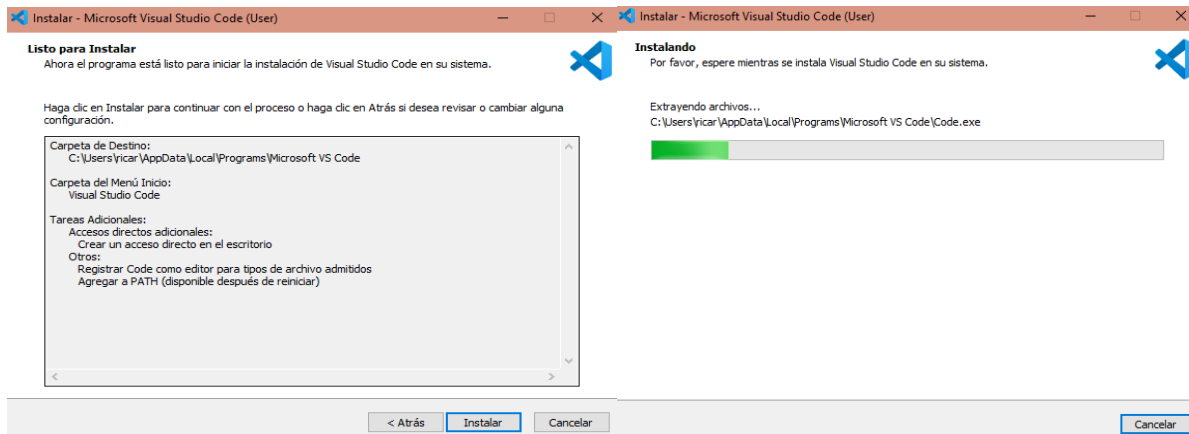 Instalar - Microsoft Visual Studio Code (User)
Listo para Instalar
Ahora el programa está listo para iniciar la instalación de Visual Studio Code en su sistema.
Haga clic en Instalar para continuar con el proceso o haga clic en Atrás si desea revisar o cambiar alguna
configuración.
Carpeta de Destino:
C:\Users\ricar\AppData\Local\Programs\Microsoft VS Code
Carpeta del Menú Inicio:
Visual Studio Code
Tareas Adicionales:
Accesos directos adicionales:
Crear un acceso directo en el escritorio
Otros:
Registrar Code como editor para tipos de archivo admitidos
Agregar a PATH (disponible después de reiniciar)
< Atrás
Instalar
Cancelar
Instalar - Microsoft Visual Studio Code (User)
Instalando
Por favor, espere mientras se instala Visual Studio Code en su sistema.
Extrayendo archivos...
C:\Users\ricar\AppData\Local\Programs\Microsoft VS Code\Code.exe
Cancelar